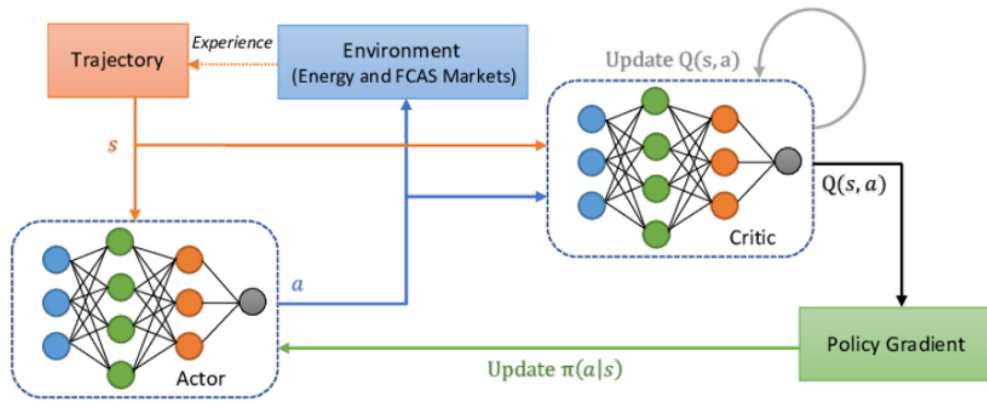 Trajectory
Experience
Environment
(Energy and FCAS Markets)
Update Q(s, a)
s
Critic
Q(s, a)
a
Actor
Update π(a|s)
Policy Gradient